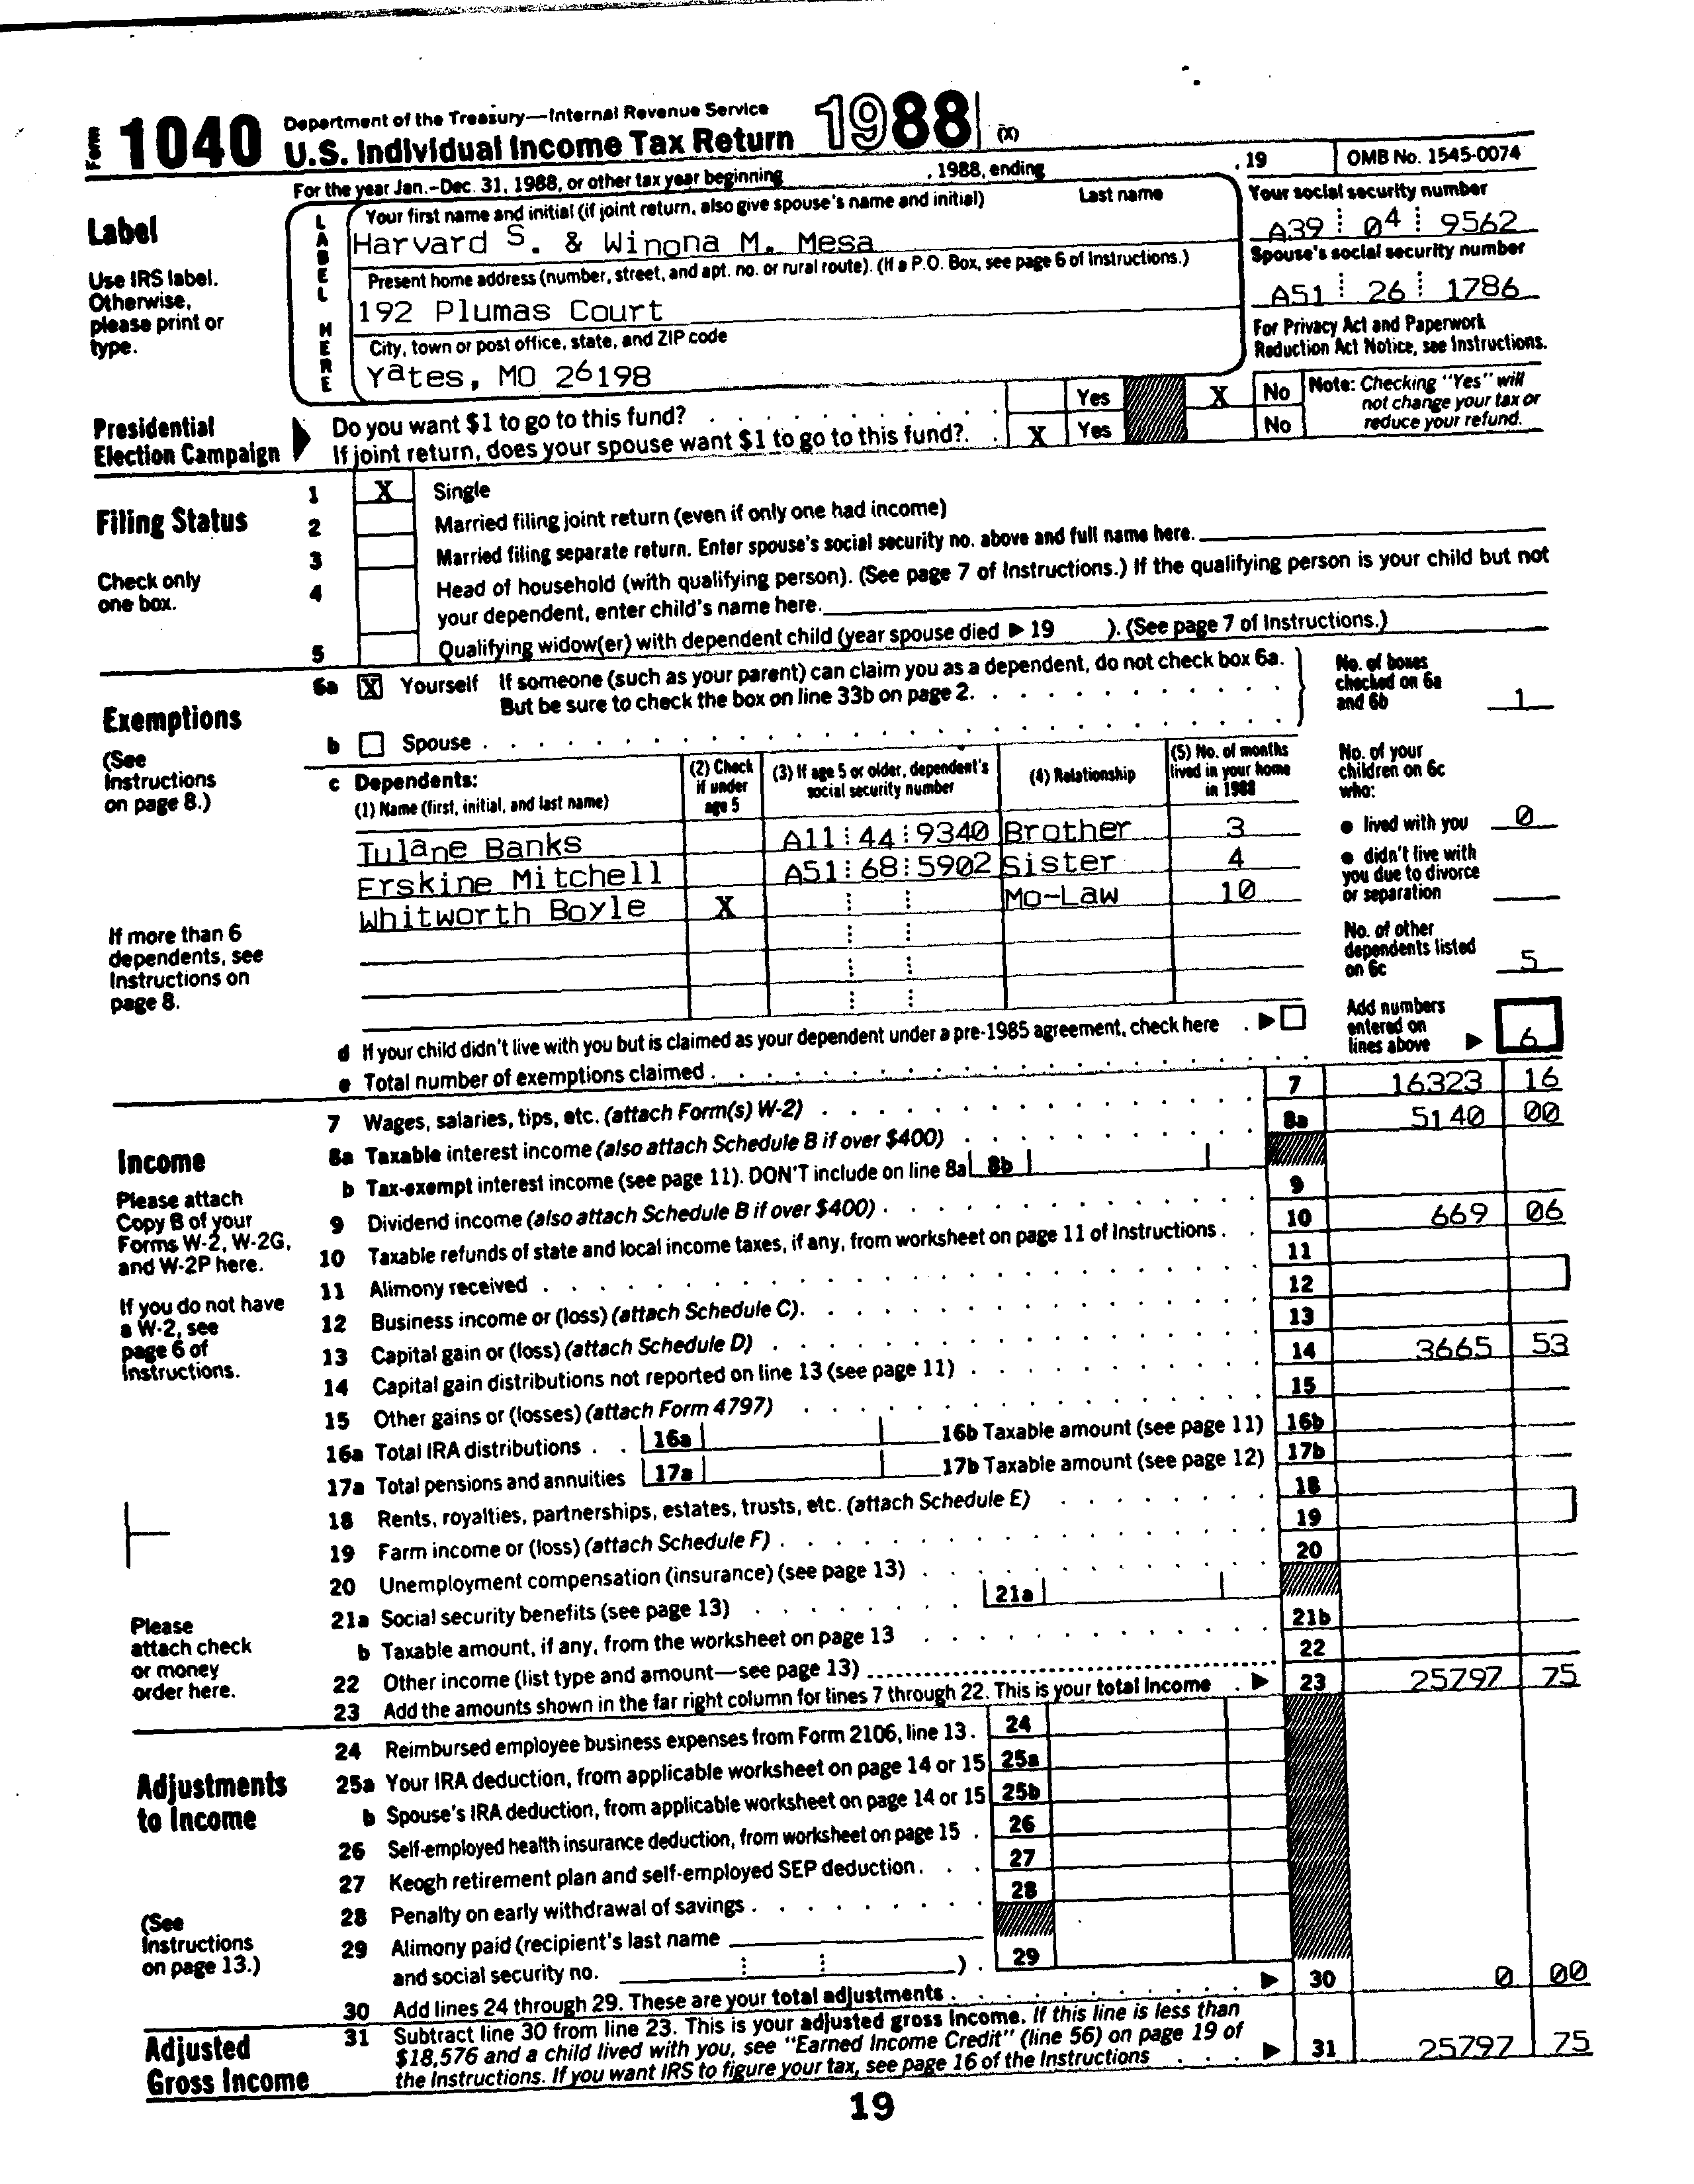 Form 1040 Department of the Treasury—Internal Revenue Service
U.S. Individual Income Tax Return 1988 (X)
For the year Jan.-Dec. 31, 1988, or other tax year beginning , 1988, ending , 19 OMB No. 1545-0074
Label
Use IRS label. Otherwise, please print or type.
LABEL HERE
Your first name and initial (if joint return, also give spouse's name and initial) Last name
Harvard S. & Winona M. Mesa
Your social security number
A39 04 9562
Present home address (number, street, and apt. no. or rural route). (If a P.O. Box, see page 6 of Instructions.)
192 Plumas Court
Spouse's social security number
A51 26 1786
City, town or post office, state, and ZIP code
Yates, MO 26198
For Privacy Act and Paperwork Reduction Act Notice, see Instructions.
Presidential Election Campaign
Do you want $1 to go to this fund? Yes X No
If joint return, does your spouse want $1 to go to this fund?. X Yes No
Note: Checking "Yes" will not change your tax or reduce your refund.
Filing Status
Check only one box.
1 X Single
2 Married filing joint return (even if only one had income)
3 Married filing separate return. Enter spouse's social security no. above and full name here.
4 Head of household (with qualifying person). (See page 7 of Instructions.) If the qualifying person is your child but not
your dependent, enter child's name here.
5 Qualifying widow(er) with dependent child (year spouse died ▶ 19 ). (See page 7 of Instructions.)
Exemptions
(See Instructions on page 8.)
6a X Yourself If someone (such as your parent) can claim you as a dependent, do not check box 6a.
But be sure to check the box on line 33b on page 2.
b Spouse
No. of boxes checked on 6a and 6b 1
c Dependents:
(1) Name (first, initial, and last name)
(2) Check if under age 5
(3) If age 5 or older, dependent's social security number
(4) Relationship
(5) No. of months lived in your home in 1988
Tulane Banks A11 44 9340 Brother 3
Erskine Mitchell A51 68 5902 Sister 4
Whitworth Boyle X Mo-Law 10
No. of your children on 6c who:
● lived with you 0
● didn't live with you due to divorce or separation
No. of other dependents listed on 6c 5
If more than 6 dependents, see Instructions on page 8.
d If your child didn't live with you but is claimed as your dependent under a pre-1985 agreement, check here . ▶
e Total number of exemptions claimed
Add numbers entered on lines above ▶ 6
Income
Please attach Copy B of your Forms W-2, W-2G, and W-2P here.
If you do not have a W-2, see page 6 of Instructions.
Please attach check or money order here.
7 Wages, salaries, tips, etc. (attach Form(s) W-2) 7 16323 16
8a Taxable interest income (also attach Schedule B if over $400) 8a 5140 00
b Tax-exempt interest income (see page 11). DON'T include on line 8a 8b
9 Dividend income (also attach Schedule B if over $400) 9
10 Taxable refunds of state and local income taxes, if any, from worksheet on page 11 of Instructions 10 669 06
11 Alimony received 11
12 Business income or (loss) (attach Schedule C). 12
13 Capital gain or (loss) (attach Schedule D) 13
14 Capital gain distributions not reported on line 13 (see page 11) 14 3665 53
15 Other gains or (losses) (attach Form 4797) 15
16a Total IRA distributions 16a 16b Taxable amount (see page 11) 16b
17a Total pensions and annuities 17a 17b Taxable amount (see page 12) 17b
18 Rents, royalties, partnerships, estates, trusts, etc. (attach Schedule E) 18
19 Farm income or (loss) (attach Schedule F) 19
20 Unemployment compensation (insurance) (see page 13) 20
21a Social security benefits (see page 13) 21a
b Taxable amount, if any, from the worksheet on page 13 21b
22 Other income (list type and amount—see page 13) 22
23 Add the amounts shown in the far right column for lines 7 through 22. This is your total income ▶ 23 25797 75
Adjustments to Income
(See Instructions on page 13.)
24 Reimbursed employee business expenses from Form 2106, line 13. 24
25a Your IRA deduction, from applicable worksheet on page 14 or 15 25a
b Spouse's IRA deduction, from applicable worksheet on page 14 or 15 25b
26 Self-employed health insurance deduction, from worksheet on page 15 26
27 Keogh retirement plan and self-employed SEP deduction 27
28 Penalty on early withdrawal of savings 28
29 Alimony paid (recipient's last name
and social security no. ) . 29
30 Add lines 24 through 29. These are your total adjustments ▶ 30 0 00
Adjusted Gross Income
31 Subtract line 30 from line 23. This is your adjusted gross income. If this line is less than
$18,576 and a child lived with you, see "Earned Income Credit" (line 56) on page 19 of
the Instructions. If you want IRS to figure your tax, see page 16 of the Instructions ▶ 31 25797 75
19